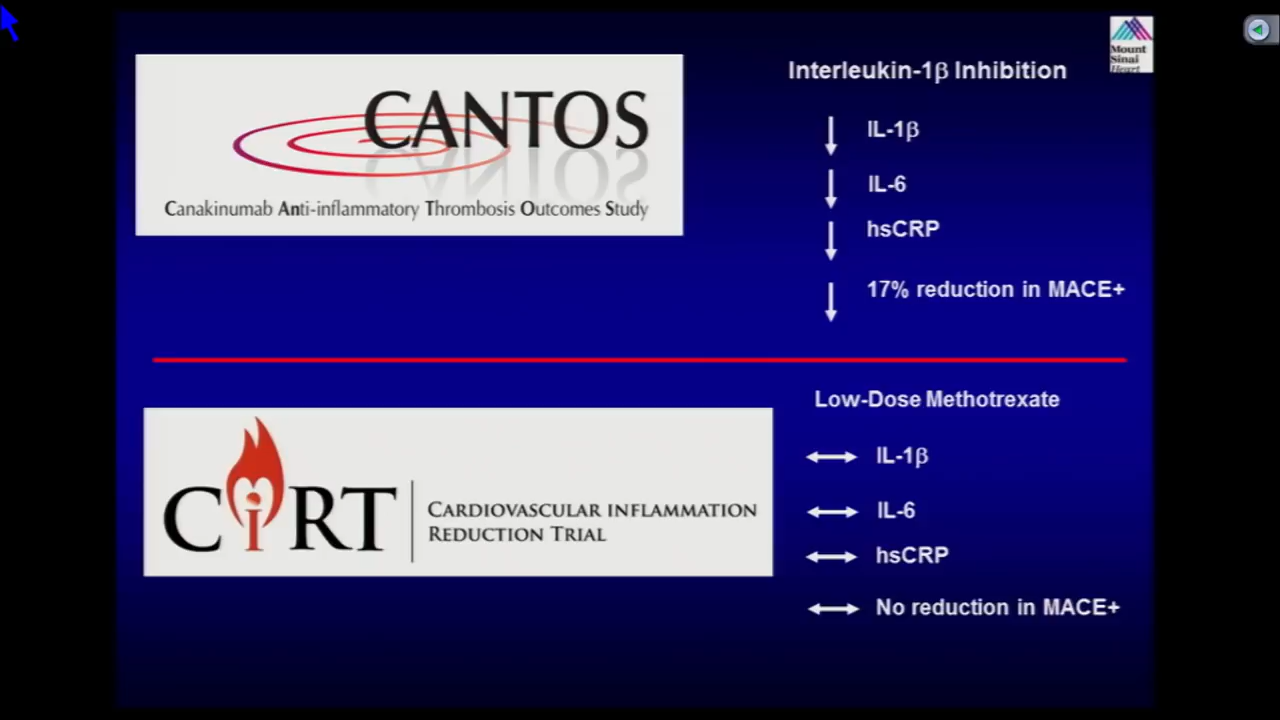 Mount
Sinai
Heart
CANTOS
Canakinumab Anti-inflammatory Thrombosis Outcomes Study
Interleukin-1β Inhibition
IL-1β
IL-6
hsCRP
17% reduction in MACE+
CiRT
CARDIOVASCULAR INFLAMMATION
REDUCTION TRIAL
Low-Dose Methotrexate
IL-1β
IL-6
hsCRP
No reduction in MACE+